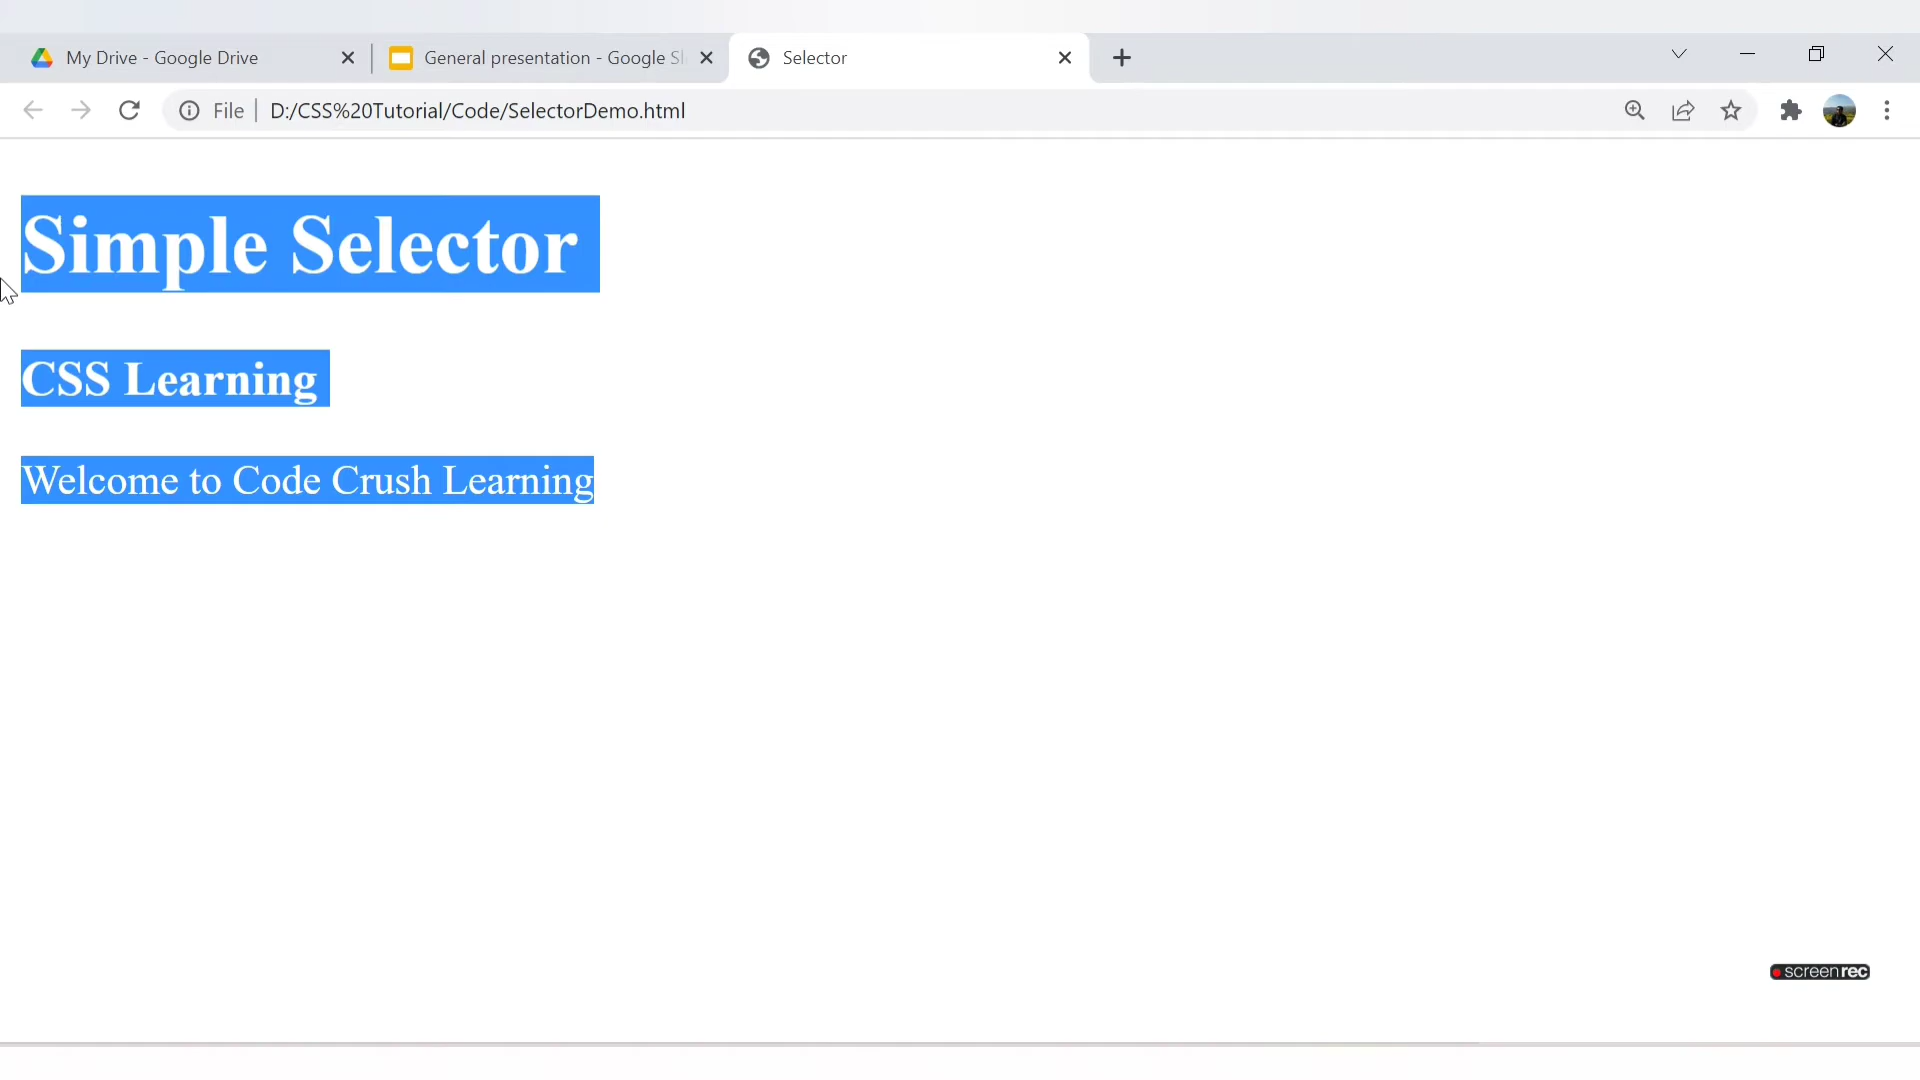 My Drive - Google Drive
General presentation - Google Sl
Selector
File
D:/CSS%20Tutorial/Code/SelectorDemo.html
Simple Selector
CSS Learning
Welcome to Code Crush Learning
screenrec